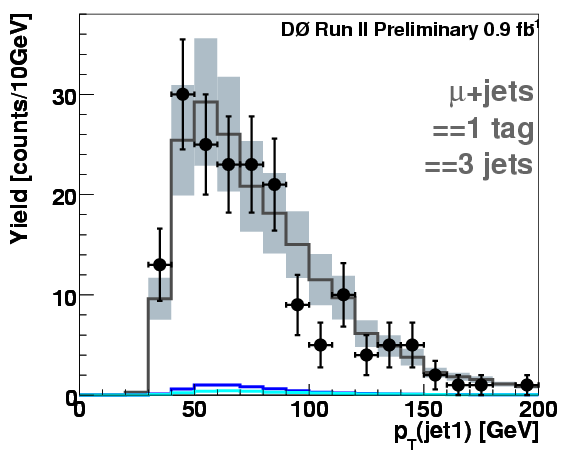 DØ Run II Preliminary 0.9 fb⁻¹
μ+jets
==1 tag
==3 jets
Yield [counts/10GeV]
30
20
10
0
0 50 100 150 200
p_T(jet1) [GeV]